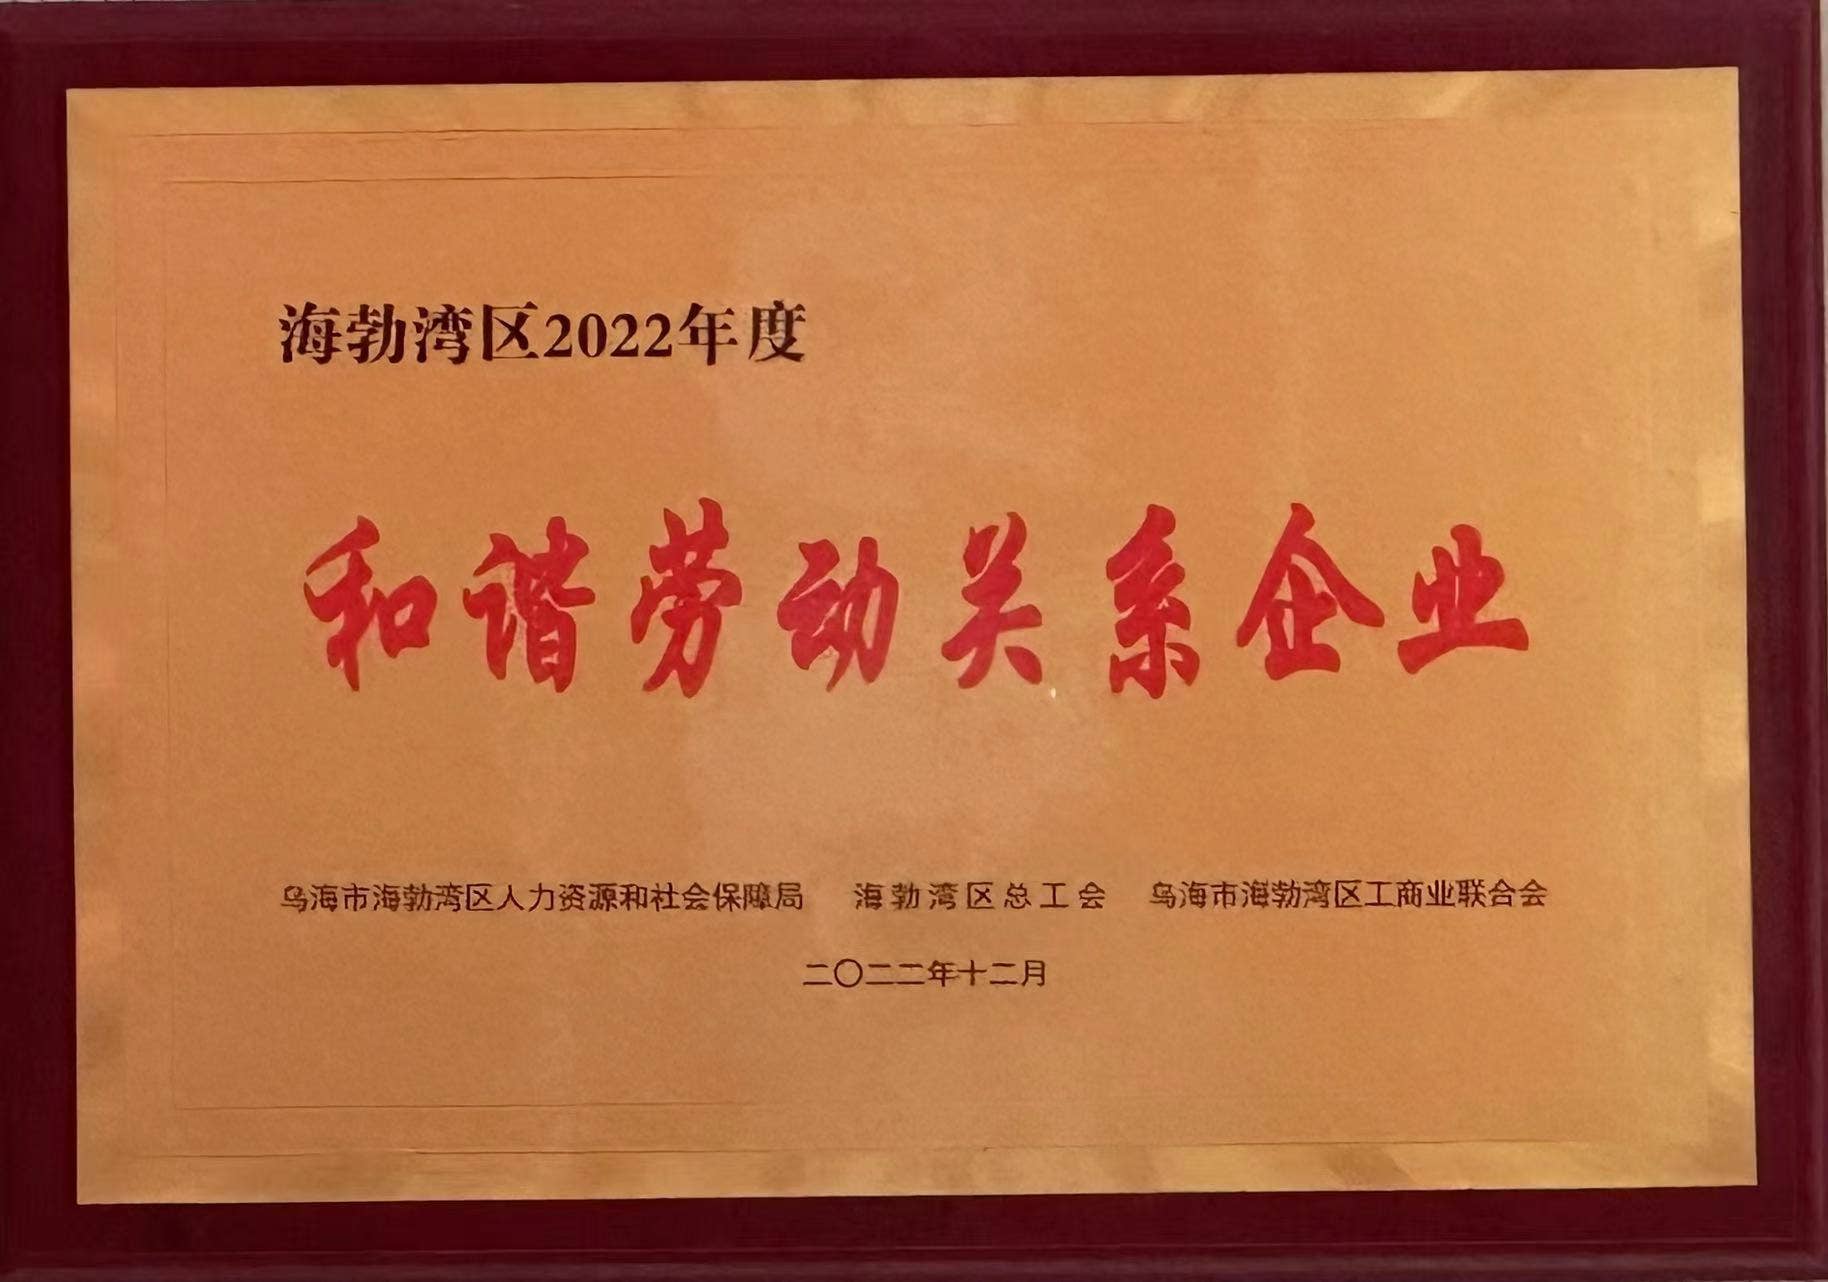 海勃湾区2022年度
和谐劳动关系企业
乌海市海勃湾区人力资源和社会保障局 海勃湾区总工会 乌海市海勃湾区工商业联合会
二〇二二年十二月